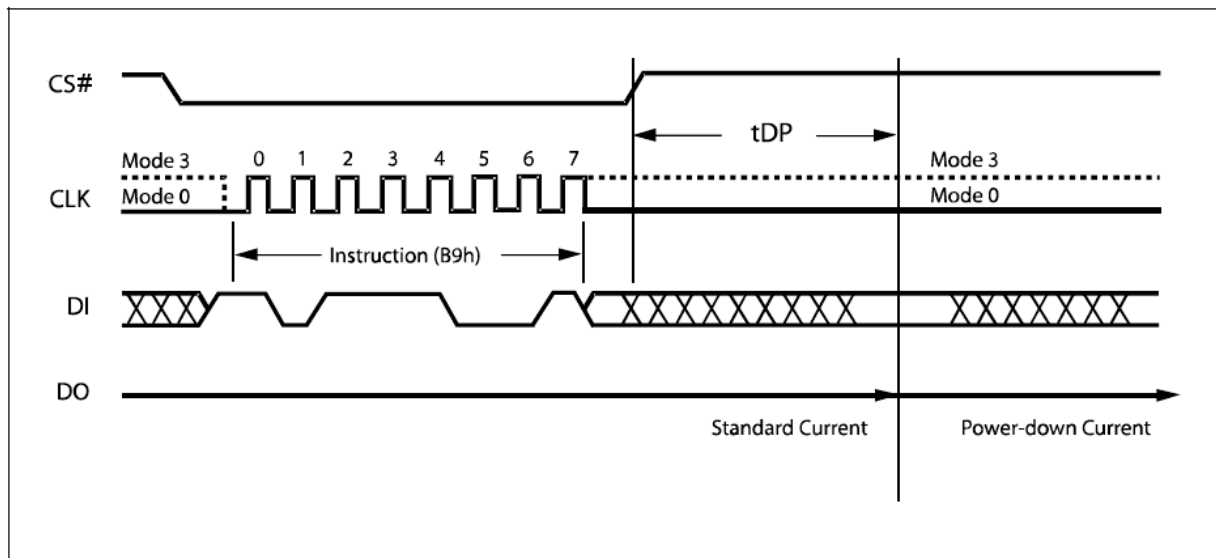 CS#
tDP
Mode 3 0 1 2 3 4 5 6 7 Mode 3
CLK Mode 0 Mode 0
Instruction (B9h)
DI
DO
Standard Current Power-down Current